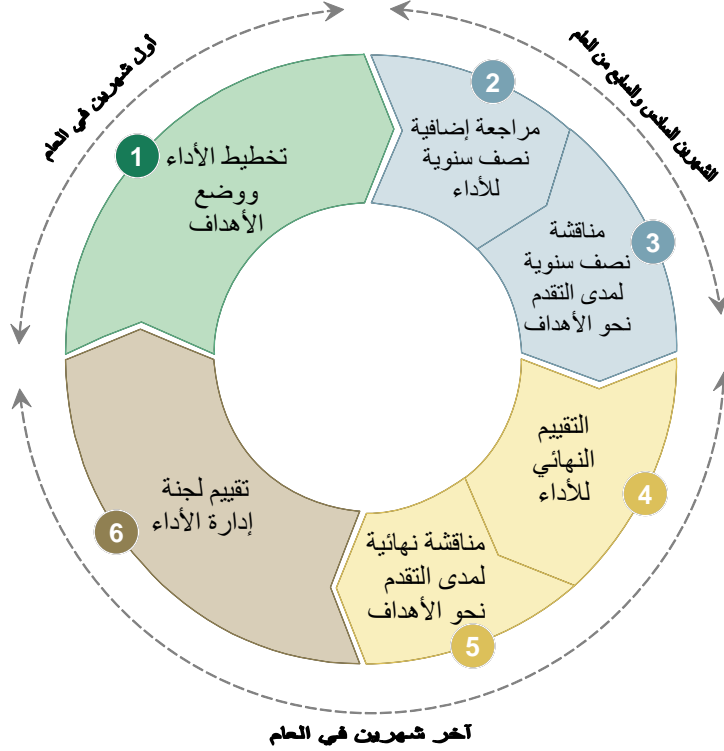 أول شهرين في العام
1
تخطيط الأداء
ووضع
الأهداف
الشهرين السادس والسابع من العام
2
مراجعة إضافية
نصف سنوية
للأداء
3
مناقشة
نصف سنوية
لمدى التقدم
نحو الأهداف
4
التقييم
النهائي
للأداء
5
مناقشة نهائية
لمدى التقدم
نحو الأهداف
6
تقييم لجنة
إدارة الأداء
آخر شهرين في العام